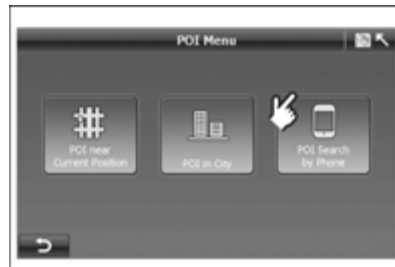 POI Menu
POI near
Current Position
POI in City
POI Search
by Phone